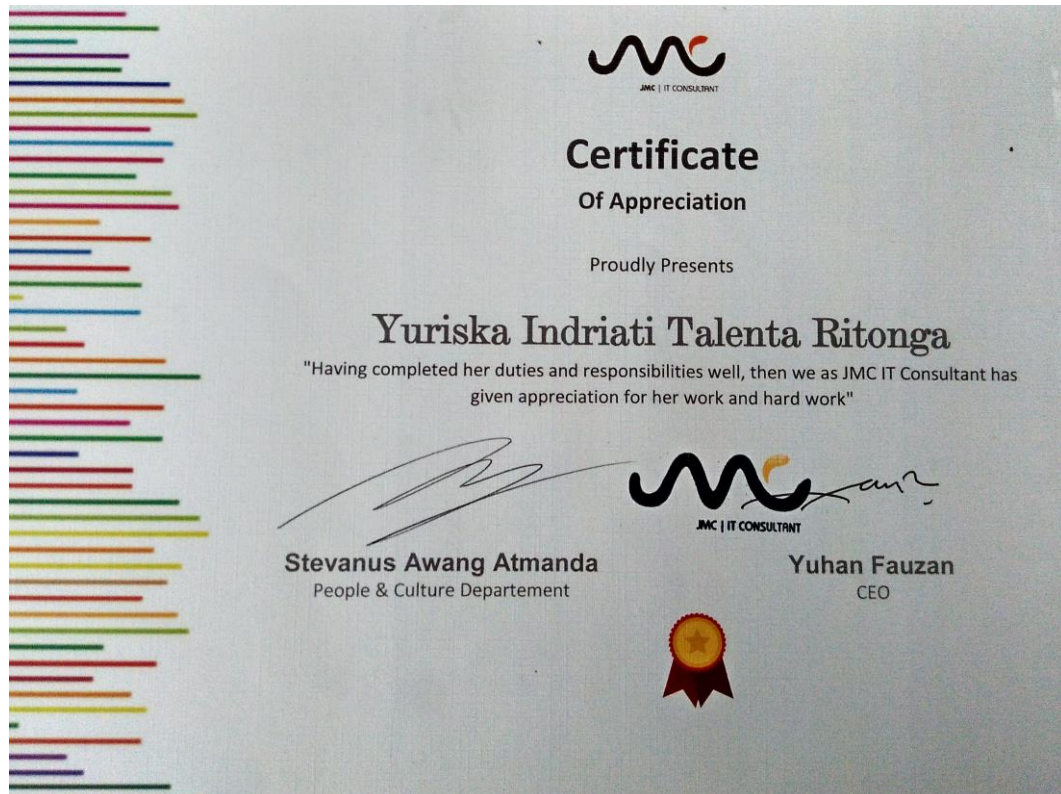 JMC | IT CONSULTANT
Certificate
Of Appreciation
Proudly Presents
Yuriska Indriati Talenta Ritonga
"Having completed her duties and responsibilities well, then we as JMC IT Consultant has
given appreciation for her work and hard work"
JMC | IT CONSULTANT
Stevanus Awang Atmanda
People & Culture Departement
Yuhan Fauzan
CEO